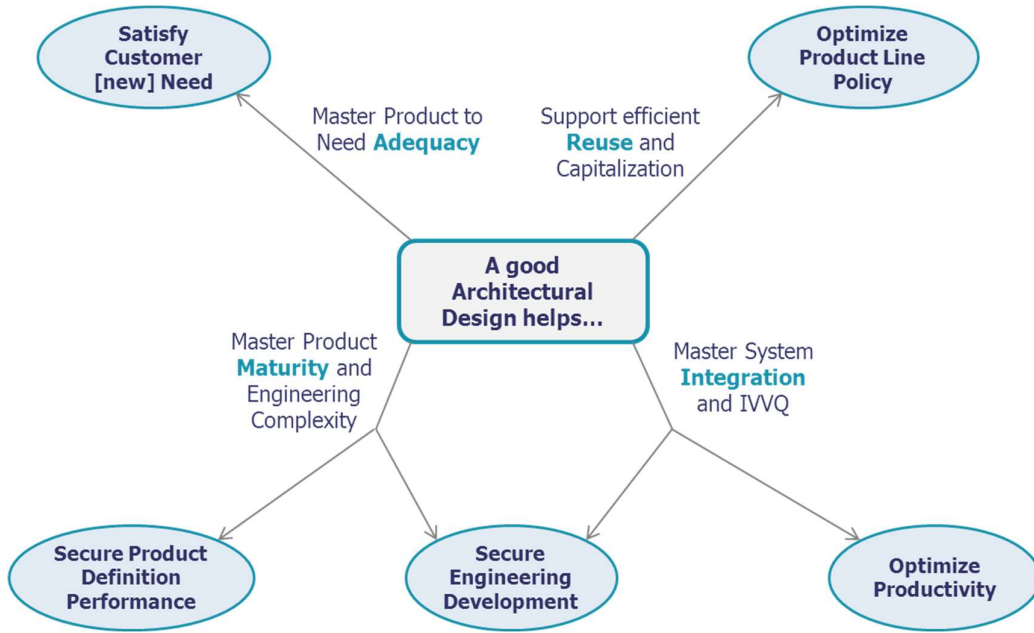 Satisfy
Customer
[new] Need
Optimize
Product Line
Policy
Master Product to
Need Adequacy
Support efficient
Reuse and
Capitalization
A good
Architectural
Design helps...
Master Product
Maturity and
Engineering
Complexity
Master System
Integration
and IVVQ
Secure Product
Definition
Performance
Secure
Engineering
Development
Optimize
Productivity